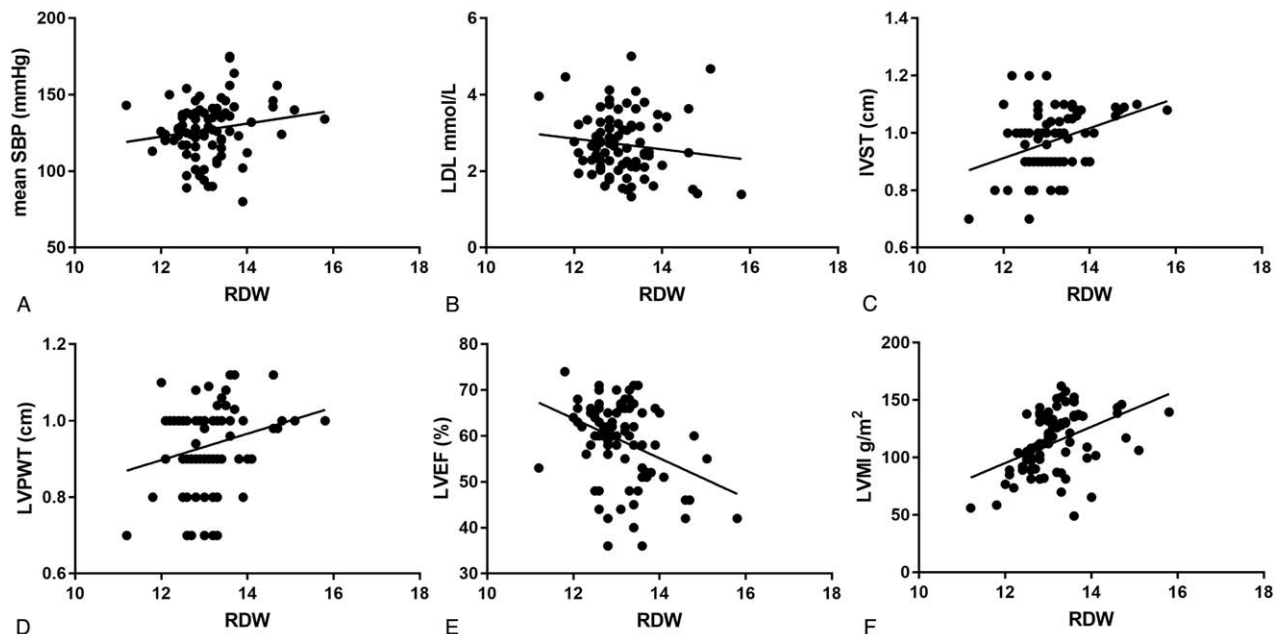 200
150
100
50
10 12 14 16 18
mean SBP (mmHg)
RDW
A
6
4
2
0
10 12 14 16 18
LDL mmol/L
RDW
B
1.4
1.2
1.0
0.8
0.6
10 12 14 16 18
IVST (cm)
RDW
C
1.2
1.0
0.8
0.6
10 12 14 16 18
LVPWT (cm)
RDW
D
80
70
60
50
40
30
10 12 14 16 18
LVEF (%)
RDW
E
200
150
100
50
0
10 12 14 16 18
LVMI g/m²
RDW
F